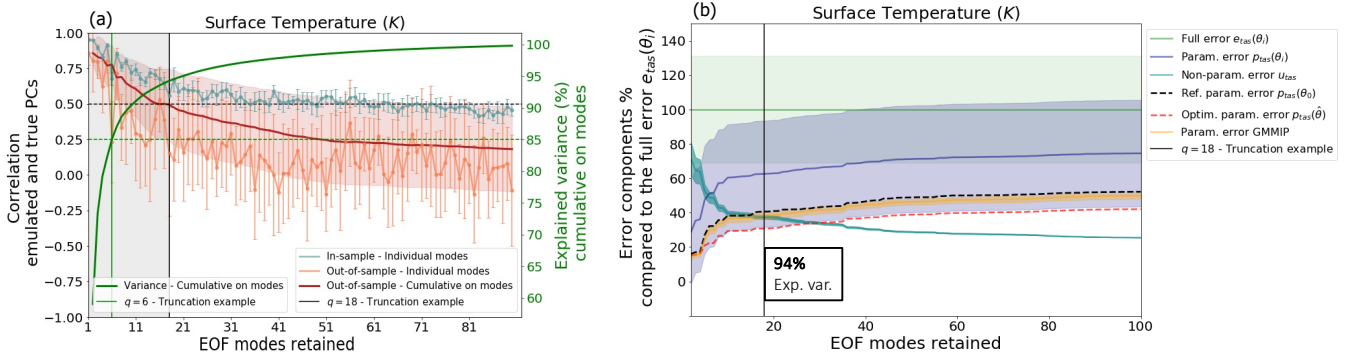 (a)
Surface Temperature (K)
Correlation
emulated and true PCs
1.00
0.75
0.50
0.25
0.00
−0.25
−0.50
−0.75
−1.00
1
11
21
31
41
51
61
71
81
EOF modes retained
100
95
90
85
80
75
70
65
60
Explained variance (%)
cumulative on modes
Variance - Cumulative on modes
q = 6 - Truncation example
In-sample - Individual modes
Out-of-sample - Individual modes
Out-of-sample - Cumulative on modes
q = 18 - Truncation example
(b)
Surface Temperature (K)
Error components %
compared to the full error e_tas(θ_i)
140
120
100
80
60
40
20
0
20
40
60
80
100
EOF modes retained
94%
Exp. var.
Full error e_tas(θ_i)
Param. error p_tas(θ_i)
Non-param. error u_tas
Ref. param. error p_tas(θ_0)
Optim. param. error p_tas(θ̂)
Param. error GMMIP
q = 18 - Truncation example